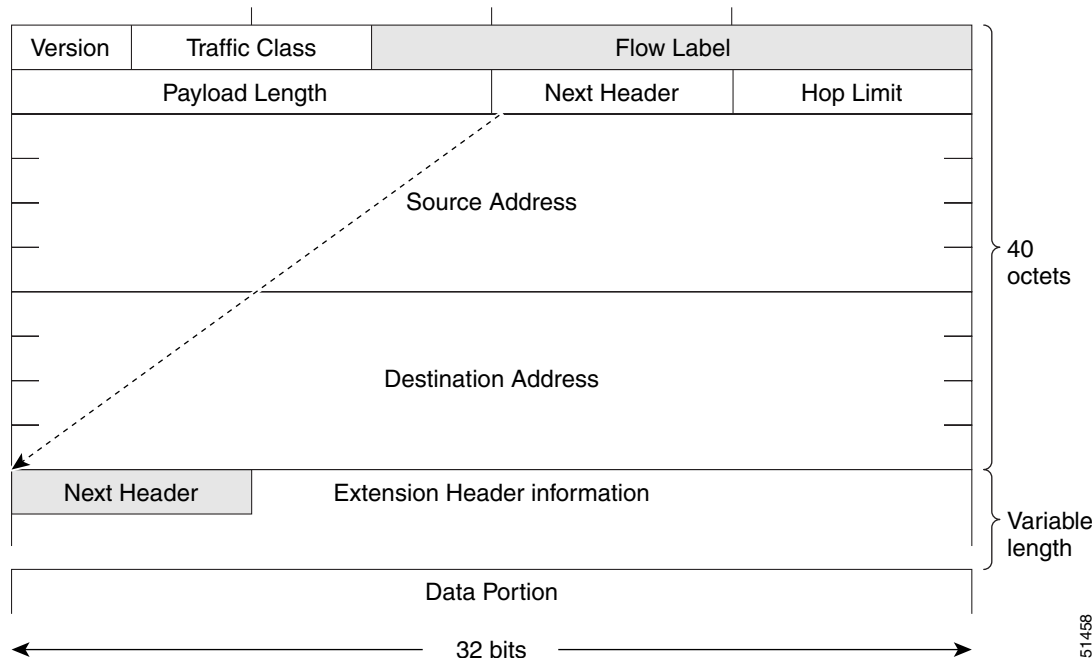 Version Traffic Class Flow Label
Payload Length Next Header Hop Limit
Source Address
40
octets
Destination Address
Next Header Extension Header information
Variable
length
Data Portion
32 bits
51458